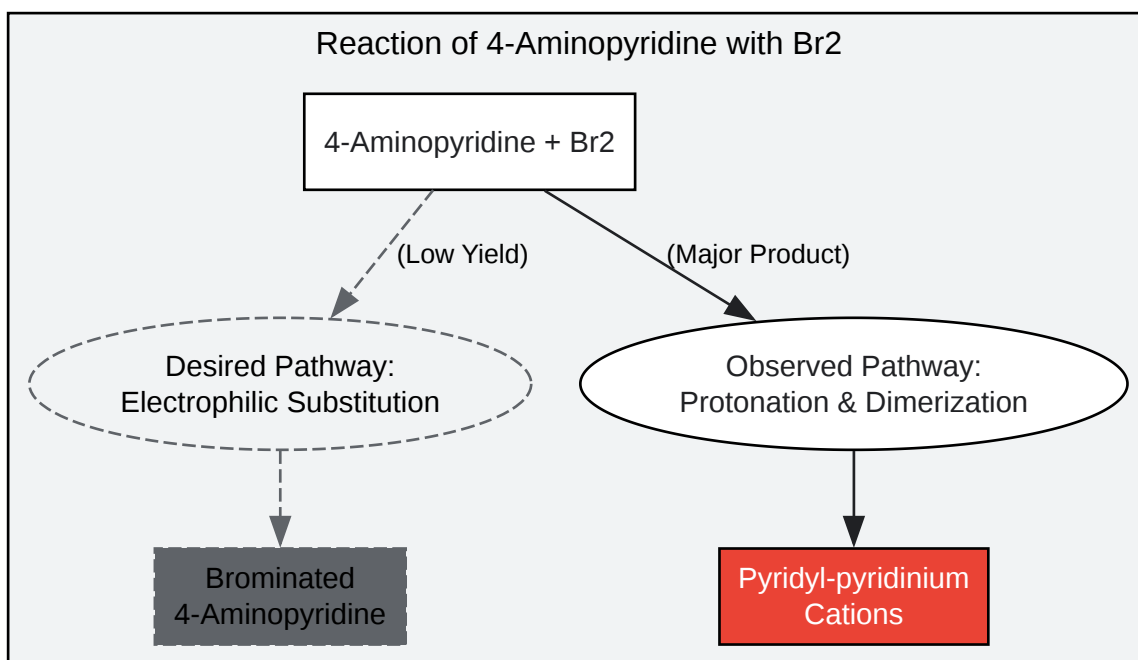 Reaction of 4-Aminopyridine with Br2
4-Aminopyridine + Br2
(Low Yield)
(Major Product)
Desired Pathway:
Electrophilic Substitution
Observed Pathway:
Protonation & Dimerization
Brominated
4-Aminopyridine
Pyridyl-pyridinium
Cations